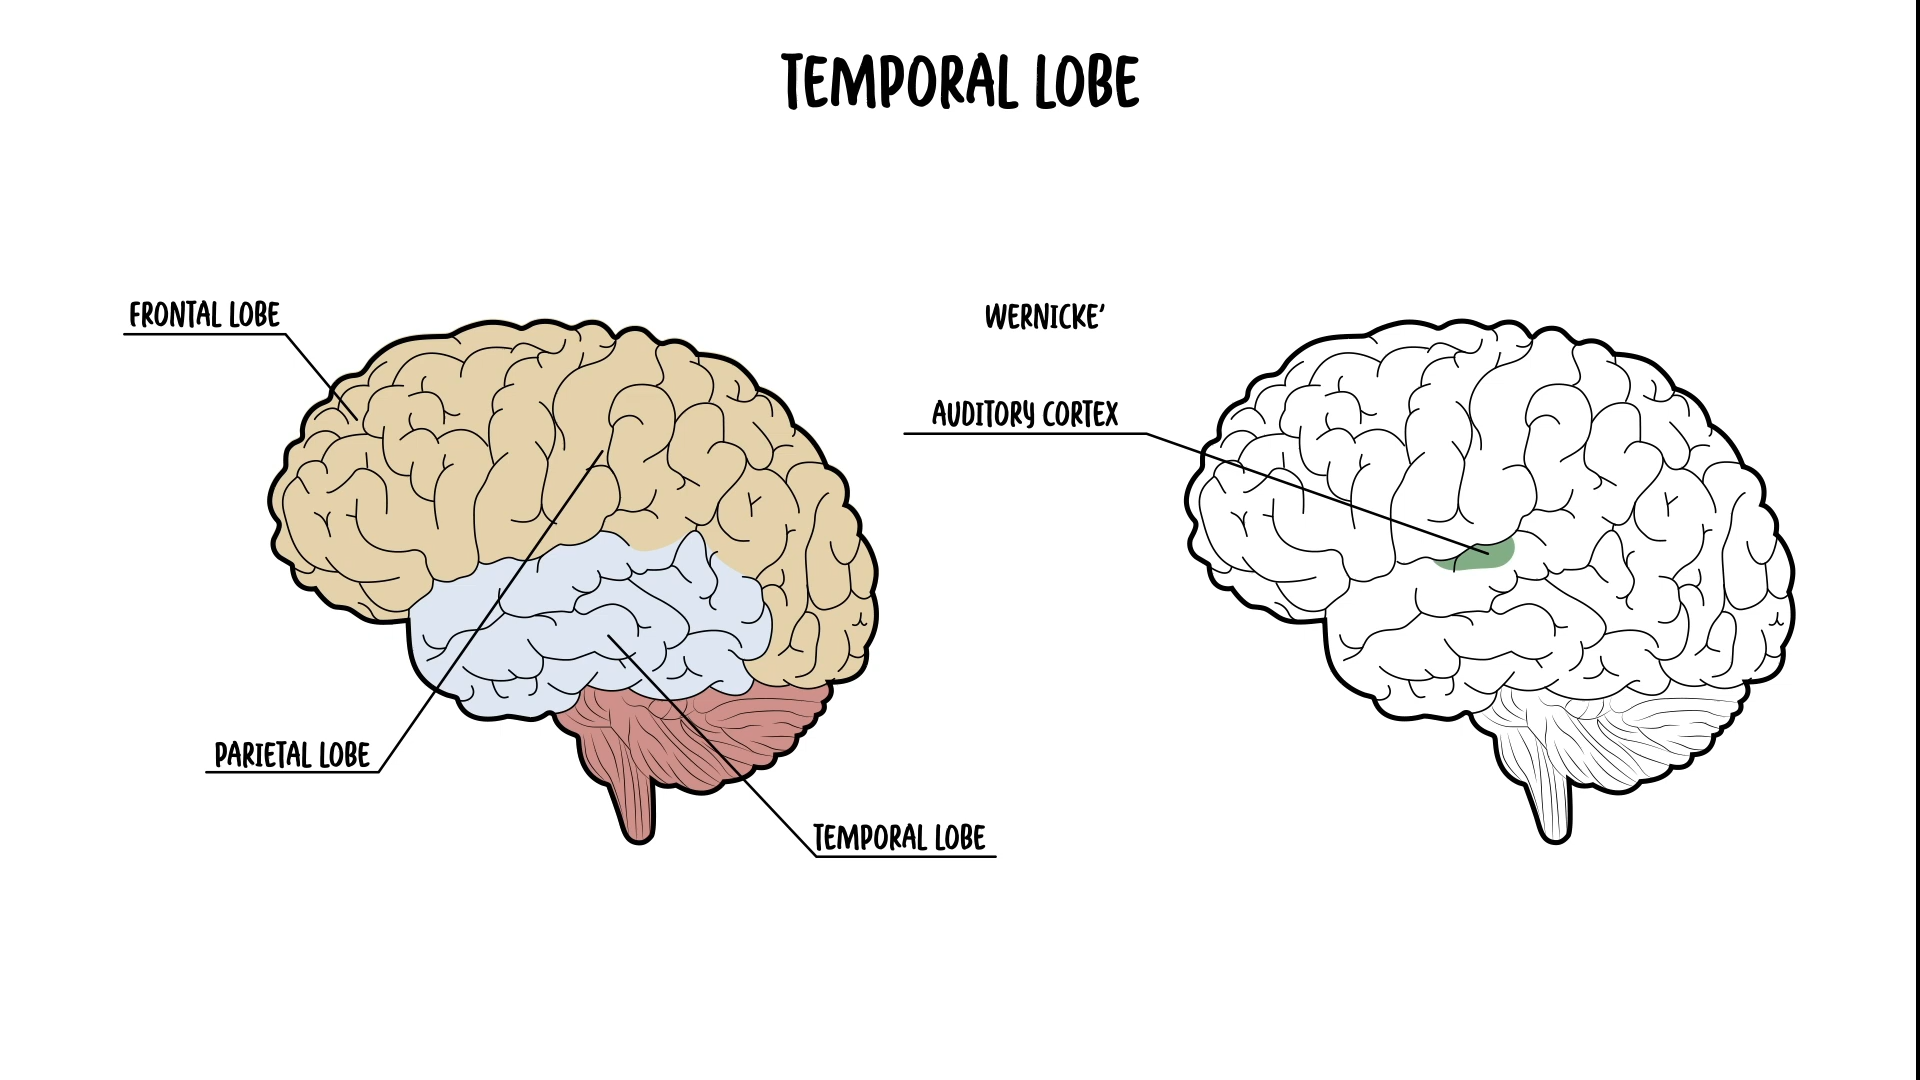 TEMPORAL LOBE
FRONTAL LOBE
WERNICKE'
AUDITORY CORTEX
PARIETAL LOBE
TEMPORAL LOBE